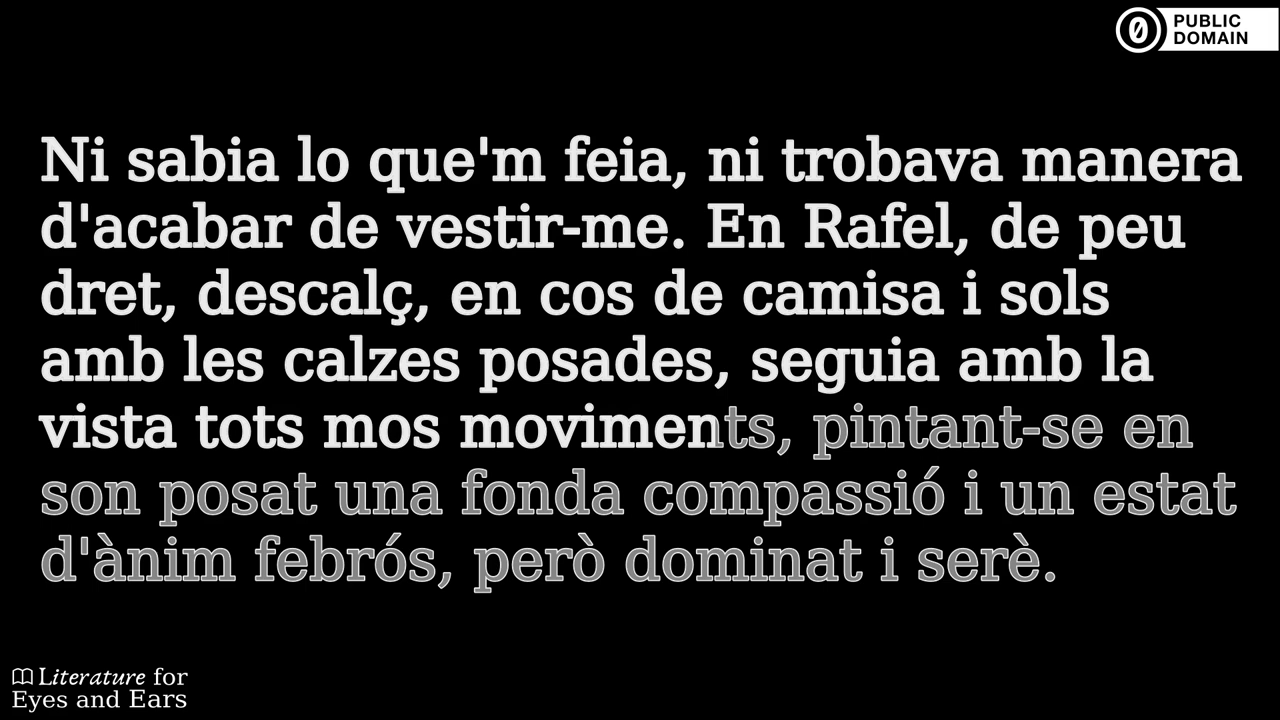 PUBLIC
DOMAIN
Ni sabia lo que'm feia, ni trobava manera
d'acabar de vestir-me. En Rafel, de peu
dret, descalç, en cos de camisa i sols
amb les calzes posades, seguia amb la
vista tots mos moviments, pintant-se en
son posat una fonda compassió i un estat
d'ànim febrós, però dominat i serè.
Literature for
Eyes and Ears